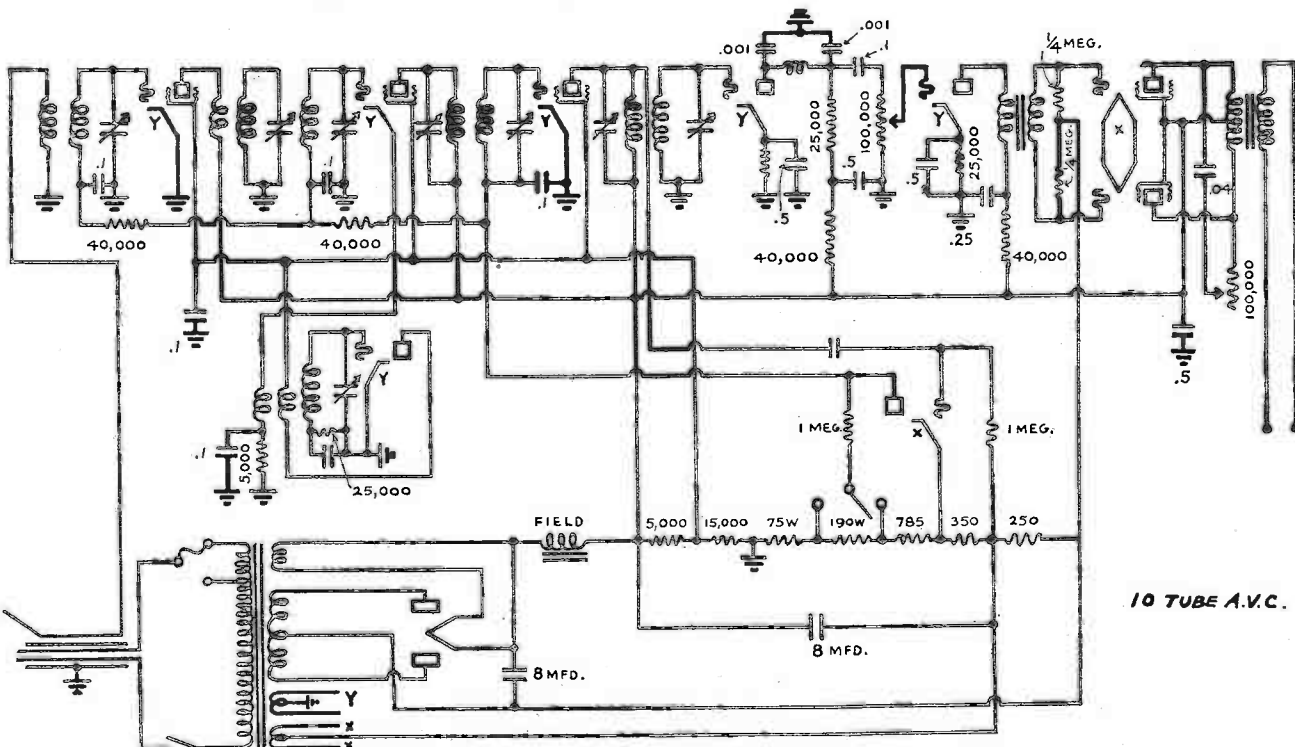 .001
.001
.1
¼ MEG.
Y
Y
Y
Y
Y
X
.1
.1
.1
25,000
100,000
.5
.5
.5
25,000
¼ MEG.
.04
40,000
40,000
40,000
.25
40,000
100,000
.1
.5
Y
.1
5,000
25,000
1 MEG.
X
1 MEG.
FIELD
5,000
15,000
75W
190W
785
350
250
10 TUBE A.V.C.
8 MFD.
8 MFD.
Y
X
X